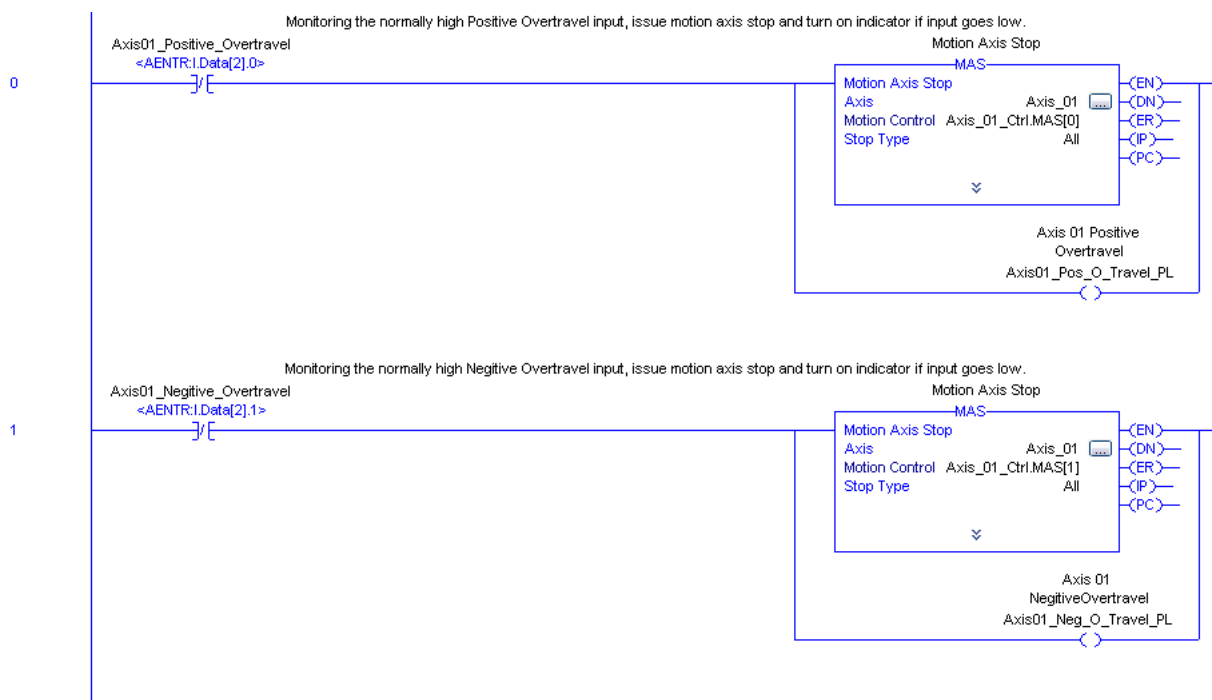 Monitoring the normally high Positive Overtravel input, issue motion axis stop and turn on indicator if input goes low.
Axis01_Positive_Overtravel
<AENTR:I.Data[2].0>
Motion Axis Stop
0
MAS
Motion Axis Stop
Axis Axis_01 ...
Motion Control Axis_01_Ctrl.MAS[0]
Stop Type All
EN
DN
ER
IP
PC
Axis 01 Positive
Overtravel
Axis01_Pos_O_Travel_PL
Monitoring the normally high Negitive Overtravel input, issue motion axis stop and turn on indicator if input goes low.
Axis01_Negitive_Overtravel
<AENTR:I.Data[2].1>
Motion Axis Stop
1
MAS
Motion Axis Stop
Axis Axis_01 ...
Motion Control Axis_01_Ctrl.MAS[1]
Stop Type All
EN
DN
ER
IP
PC
Axis 01
NegitiveOvertravel
Axis01_Neg_O_Travel_PL